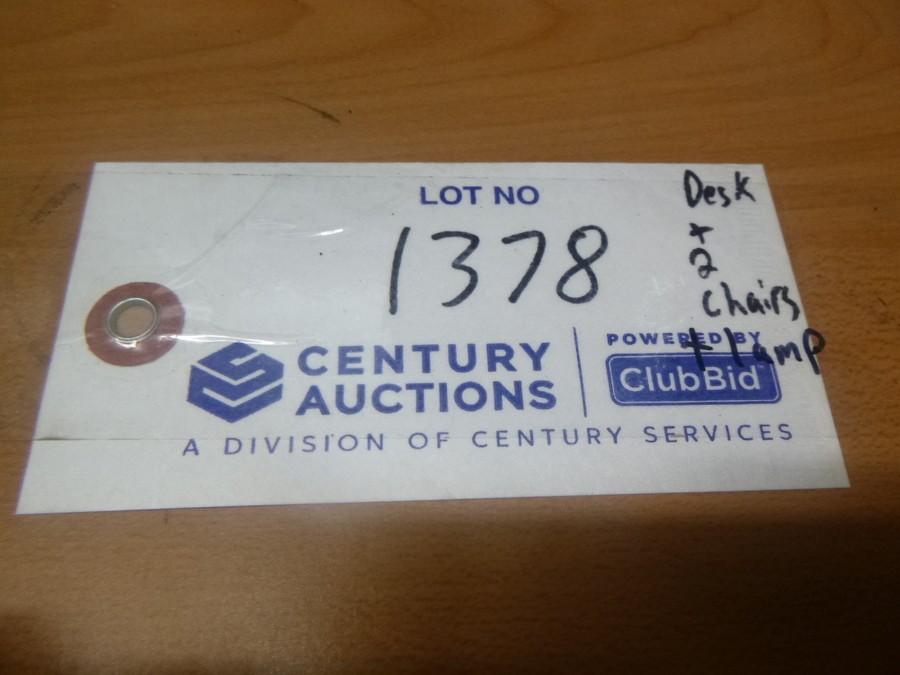 LOT NO
1378
Desk
+
2
chairs
+ lamp
CENTURY
AUCTIONS
POWERED BY
ClubBid
A DIVISION OF CENTURY SERVICES